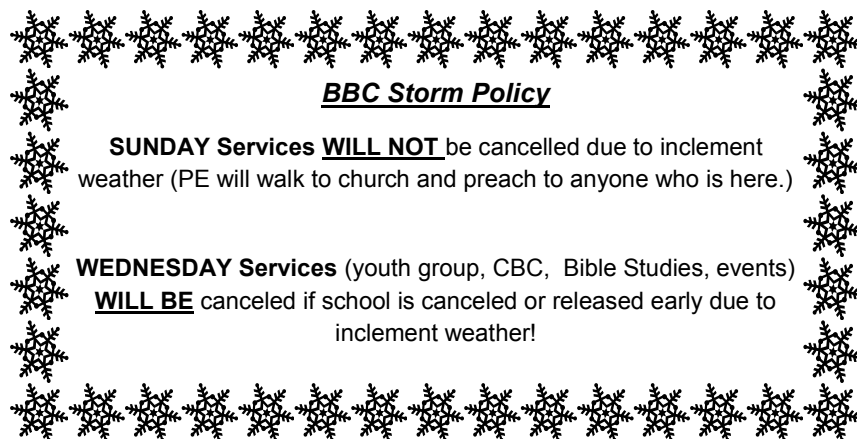 BBC Storm Policy
SUNDAY Services WILL NOT be cancelled due to inclement
weather (PE will walk to church and preach to anyone who is here.)
WEDNESDAY Services (youth group, CBC, Bible Studies, events)
WILL BE canceled if school is canceled or released early due to
inclement weather!